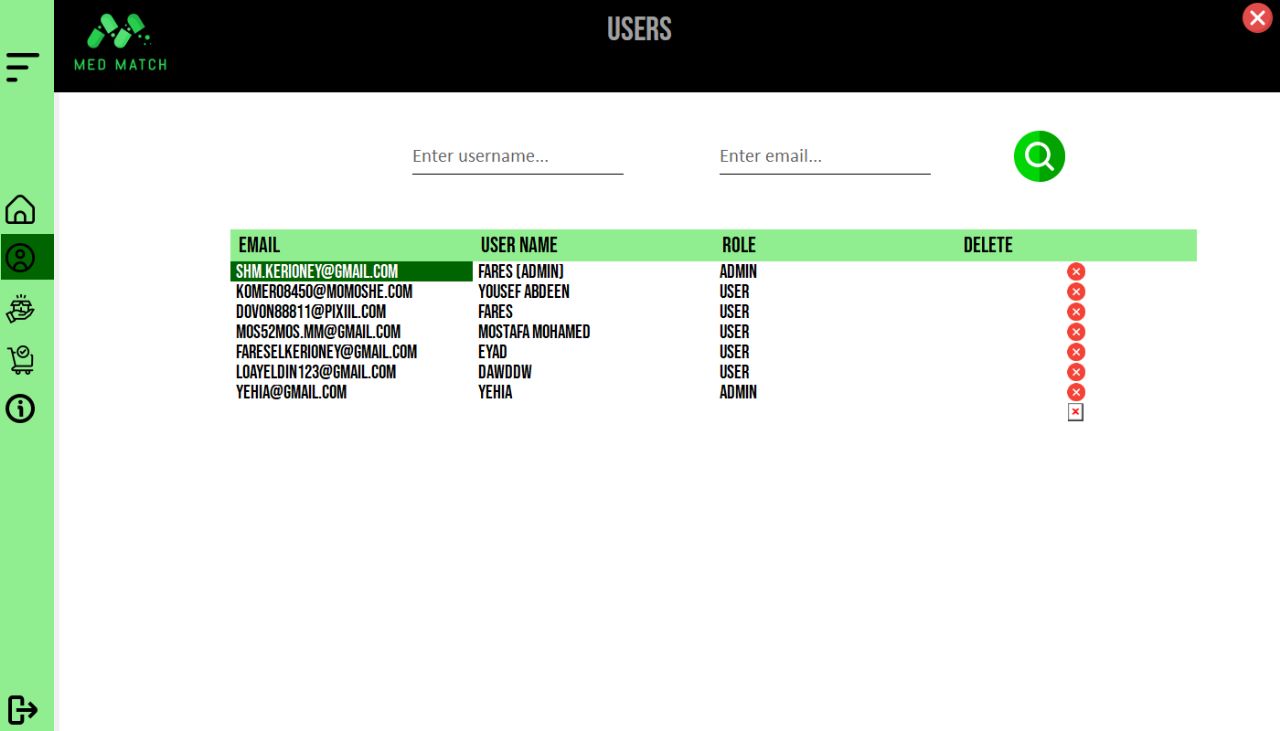 USERS
MED MATCH
Enter username...
Enter email...
EMAIL USER NAME ROLE DELETE
SHM.KERIONEY@GMAIL.COM FARES (ADMIN) ADMIN
KOMERO8450@MOMOSHE.COM YOUSEF ABDEEN USER
DOVON88811@PIXIIL.COM FARES USER
MOS52MOS.MM@GMAIL.COM MOSTAFA MOHAMED USER
FARESELKERIONEY@GMAIL.COM EYAD USER
LOAYELDIN123@GMAIL.COM DAWDDW USER
YEHIA@GMAIL.COM YEHIA ADMIN